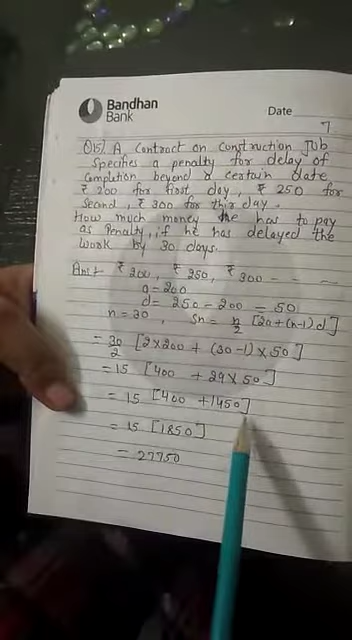 Bandhan
Bank
Date
7
Q15) A Contract on Construction Job
Specifies a penalty for delay of
Completion beyond a certain date
₹ 200 for first day, ₹ 250 for
Second, ₹ 300 for third day.
How much money he has to pay
as Penalty, if he has delayed the
work by 30 days.
Ans: ₹ 200, ₹ 250, ₹ 300 - - -
a = 200
d = 250 - 200 = 50
n = 30, Sn = n/2 [2a + (n-1) d]
= 30/2 [2 × 200 + (30-1) × 50]
= 15 [400 + 29 × 50]
= 15 [400 + 1450]
= 15 [1850]
= 27750